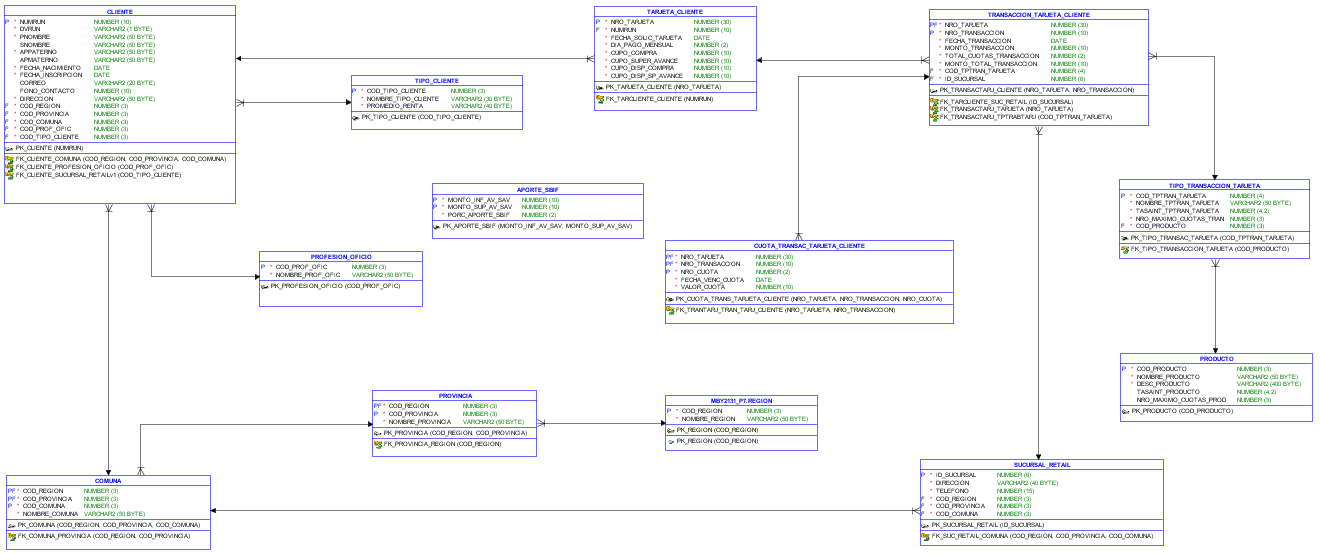 CLIENTE
P * NUMRUN NUMBER (10)
* DVRUN VARCHAR2 (1 BYTE)
* PNOMBRE VARCHAR2 (50 BYTE)
SNOMBRE VARCHAR2 (50 BYTE)
* APPATERNO VARCHAR2 (50 BYTE)
APMATERNO VARCHAR2 (50 BYTE)
* FECHA_NACIMIENTO DATE
* FECHA_INSCRIPCION DATE
CORREO VARCHAR2 (20 BYTE)
FONO_CONTACTO NUMBER (10)
* DIRECCION VARCHAR2 (50 BYTE)
F * COD_REGION NUMBER (3)
F * COD_PROVINCIA NUMBER (3)
F * COD_COMUNA NUMBER (3)
F * COD_PROF_OFIC NUMBER (3)
F * COD_TIPO_CLIENTE NUMBER (3)
PK_CLIENTE (NUMRUN)
FK_CLIENTE_COMUNA (COD_REGION, COD_PROVINCIA, COD_COMUNA)
FK_CLIENTE_PROFESION_OFICIO (COD_PROF_OFIC)
FK_CLIENTE_SUCURSAL_RETAILv1 (COD_TIPO_CLIENTE)
TIPO_CLIENTE
P * COD_TIPO_CLIENTE NUMBER (3)
* NOMBRE_TIPO_CLIENTE VARCHAR2 (30 BYTE)
* PROMEDIO_RENTA VARCHAR2 (40 BYTE)
PK_TIPO_CLIENTE (COD_TIPO_CLIENTE)
TARJETA_CLIENTE
P * NRO_TARJETA NUMBER (30)
F * NUMRUN NUMBER (10)
* FECHA_SOLIC_TARJETA DATE
* DIA_PAGO_MENSUAL NUMBER (2)
* CUPO_COMPRA NUMBER (10)
* CUPO_SUPER_AVANCE NUMBER (10)
* CUPO_DISP_COMPRA NUMBER (10)
* CUPO_DISP_SP_AVANCE NUMBER (10)
PK_TARJETA_CLIENTE (NRO_TARJETA)
FK_TARCLIENTE_CLIENTE (NUMRUN)
TRANSACCION_TARJETA_CLIENTE
PF * NRO_TARJETA NUMBER (30)
P * NRO_TRANSACCION NUMBER (10)
* FECHA_TRANSACCION DATE
* MONTO_TRANSACCION NUMBER (10)
* TOTAL_CUOTAS_TRANSACCION NUMBER (2)
* MONTO_TOTAL_TRANSACCION NUMBER (10)
F * COD_TPTRAN_TARJETA NUMBER (4)
F * ID_SUCURSAL NUMBER (6)
PK_TRANSACTARJ_CLIENTE (NRO_TARJETA, NRO_TRANSACCION)
FK_TARCLIENTE_SUC_RETAIL (ID_SUCURSAL)
FK_TRANSACTARJ_TARJETA (NRO_TARJETA)
FK_TRANSACTARJ_TPTRABTARJ (COD_TPTRAN_TARJETA)
APORTE_SBIF
P * MONTO_INF_AV_SAV NUMBER (10)
P * MONTO_SUP_AV_SAV NUMBER (10)
* PORC_APORTE_SBIF NUMBER (2)
PK_APORTE_SBIF (MONTO_INF_AV_SAV, MONTO_SUP_AV_SAV)
TIPO_TRANSACCION_TARJETA
P * COD_TPTRAN_TARJETA NUMBER (4)
* NOMBRE_TPTRAN_TARJETA VARCHAR2 (50 BYTE)
* TASAINT_TPTRAN_TARJETA NUMBER (4,2)
* NRO_MAXIMO_CUOTAS_TRAN NUMBER (3)
F * COD_PRODUCTO NUMBER (3)
PK_TIPO_TRANSAC_TARJETA (COD_TPTRAN_TARJETA)
FK_TIPO_TRANSACCION_TARJETA (COD_PRODUCTO)
PROFESION_OFICIO
P * COD_PROF_OFIC NUMBER (3)
* NOMBRE_PROF_OFIC VARCHAR2 (50 BYTE)
PK_PROFESION_OFICIO (COD_PROF_OFIC)
CUOTA_TRANSAC_TARJETA_CLIENTE
PF * NRO_TARJETA NUMBER (30)
PF * NRO_TRANSACCION NUMBER (10)
P * NRO_CUOTA NUMBER (2)
* FECHA_VENC_CUOTA DATE
* VALOR_CUOTA NUMBER (10)
PK_CUOTA_TRANS_TARJETA_CLIENTE (NRO_TARJETA, NRO_TRANSACCION, NRO_CUOTA)
FK_TRANTARJ_TRAN_TARJ_CLIENTE (NRO_TARJETA, NRO_TRANSACCION)
PRODUCTO
P * COD_PRODUCTO NUMBER (3)
* NOMBRE_PRODUCTO VARCHAR2 (50 BYTE)
* DESC_PRODUCTO VARCHAR2 (400 BYTE)
TASAINT_PRODUCTO NUMBER (4,2)
NRO_MAXIMO_CUOTAS_PROD NUMBER (3)
PK_PRODUCTO (COD_PRODUCTO)
PROVINCIA
PF * COD_REGION NUMBER (3)
P * COD_PROVINCIA NUMBER (3)
* NOMBRE_PROVINCIA VARCHAR2 (50 BYTE)
PK_PROVINCIA (COD_REGION, COD_PROVINCIA)
FK_PROVINCIA_REGION (COD_REGION)
MBY2131_P7.REGION
P * COD_REGION NUMBER (3)
* NOMBRE_REGION VARCHAR2 (50 BYTE)
PK_REGION (COD_REGION)
PK_REGION (COD_REGION)
COMUNA
PF * COD_REGION NUMBER (3)
PF * COD_PROVINCIA NUMBER (3)
P * COD_COMUNA NUMBER (3)
* NOMBRE_COMUNA VARCHAR2 (50 BYTE)
PK_COMUNA (COD_REGION, COD_PROVINCIA, COD_COMUNA)
FK_COMUNA_PROVINCIA (COD_REGION, COD_PROVINCIA)
SUCURSAL_RETAIL
P * ID_SUCURSAL NUMBER (6)
* DIRECCION VARCHAR2 (40 BYTE)
* TELEFONO NUMBER (15)
F * COD_REGION NUMBER (3)
F * COD_PROVINCIA NUMBER (3)
F * COD_COMUNA NUMBER (3)
PK_SUCURSAL_RETAIL (ID_SUCURSAL)
FK_SUC_RETAIL_COMUNA (COD_REGION, COD_PROVINCIA, COD_COMUNA)